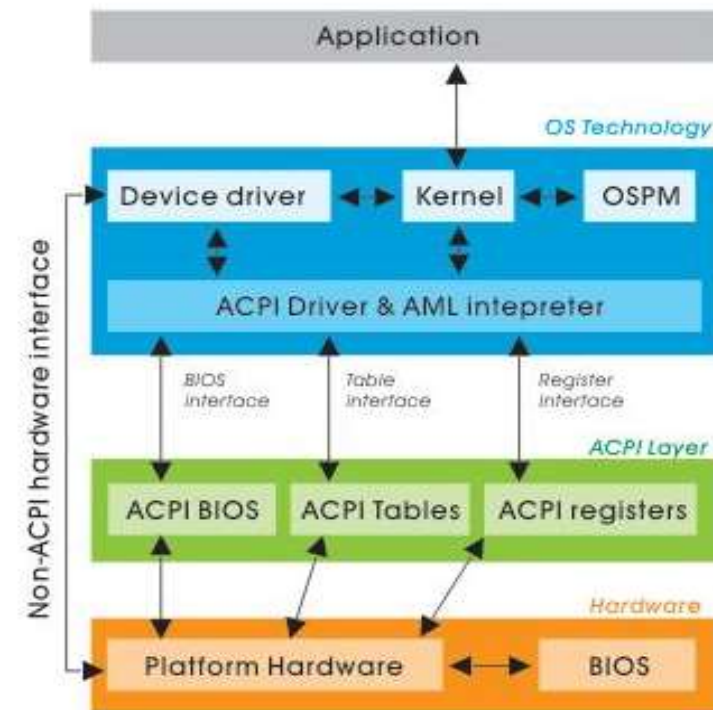 Application
OS Technology
Device driver
Kernel
OSPM
ACPI Driver & AML intepreter
Non-ACPI hardware interface
BIOS
interface
Table
interface
Register
interface
ACPI Layer
ACPI BIOS
ACPI Tables
ACPI registers
Hardware
Platform Hardware
BIOS